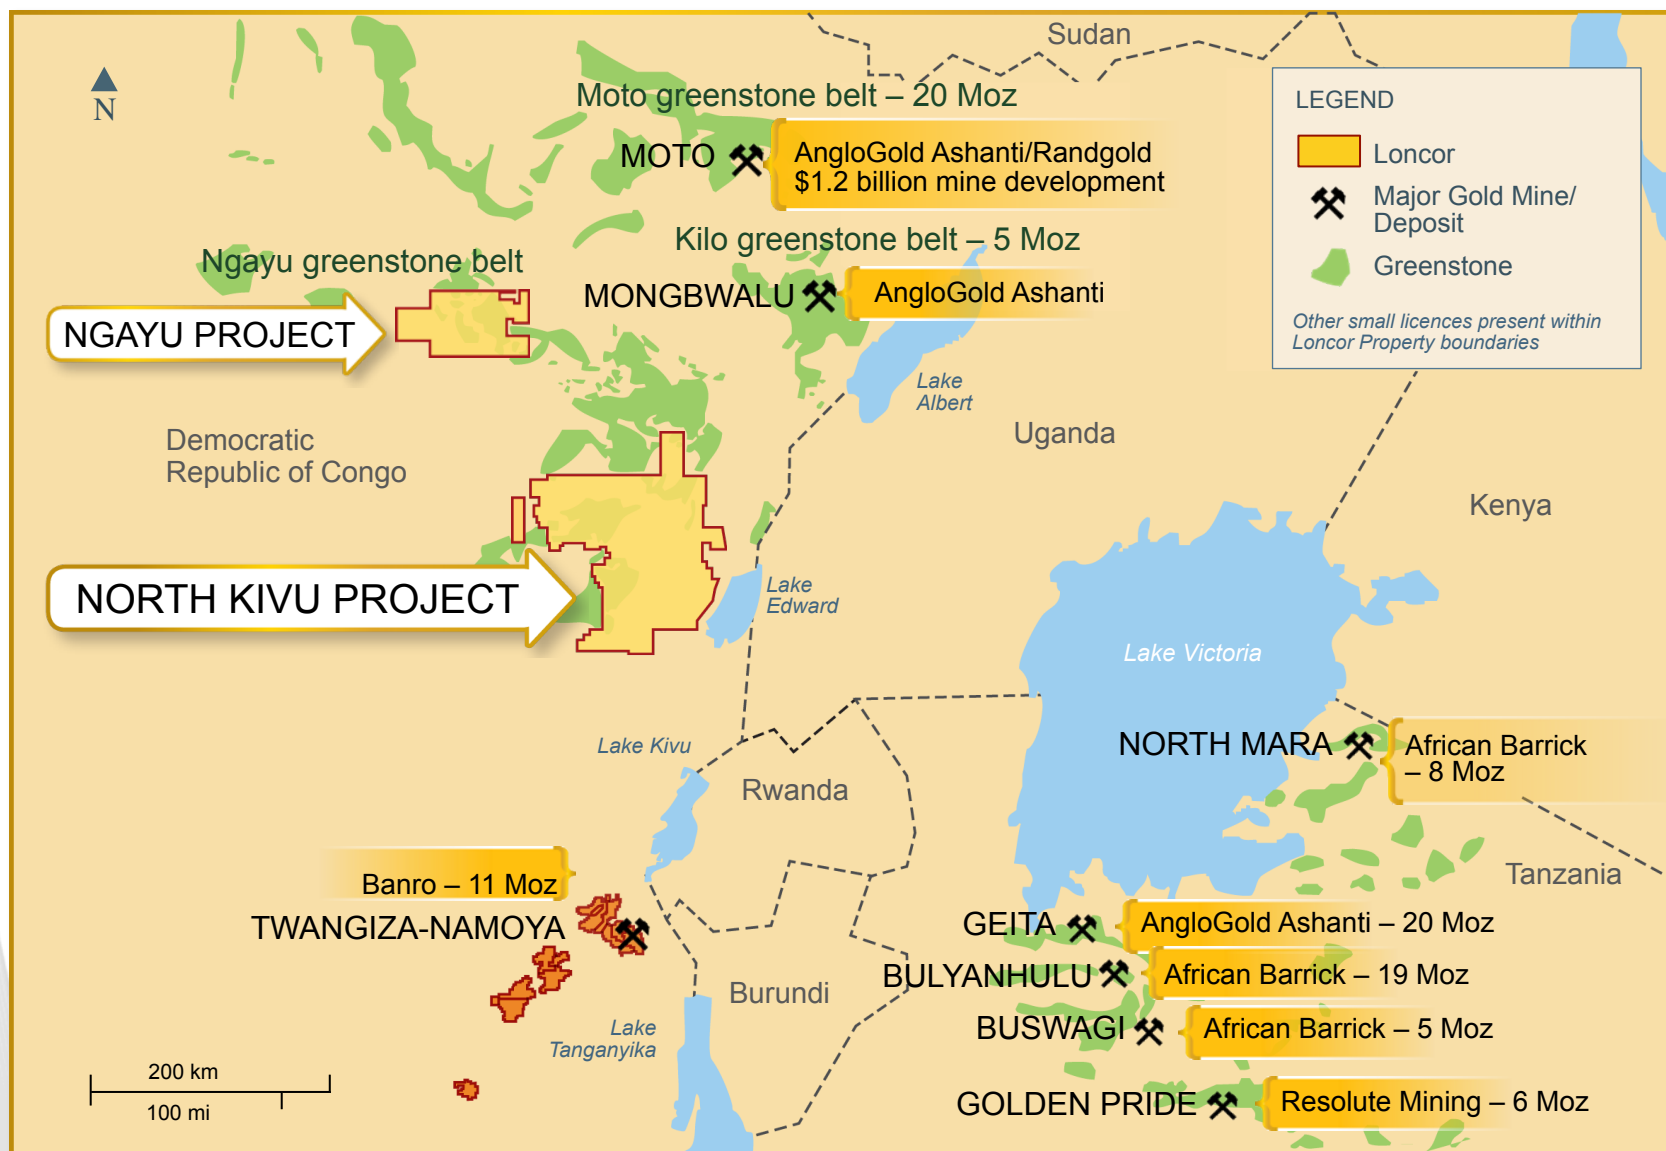 Sudan
N
Moto greenstone belt – 20 Moz
MOTO
AngloGold Ashanti/Randgold
$1.2 billion mine development
LEGEND
Loncor
Major Gold Mine/
Deposit
Greenstone
Other small licences present within
Loncor Property boundaries
Kilo greenstone belt – 5 Moz
Ngayu greenstone belt
MONGBWALU
AngloGold Ashanti
NGAYU PROJECT
Lake
Albert
Democratic
Republic of Congo
Uganda
Kenya
NORTH KIVU PROJECT
Lake
Edward
Lake Victoria
Lake Kivu
NORTH MARA
African Barrick
– 8 Moz
Rwanda
Banro – 11 Moz
TWANGIZA-NAMOYA
Tanzania
GEITA
AngloGold Ashanti – 20 Moz
BULYANHULU
African Barrick – 19 Moz
Burundi
BUSWAGI
African Barrick – 5 Moz
Lake
Tanganyika
200 km
100 mi
GOLDEN PRIDE
Resolute Mining – 6 Moz